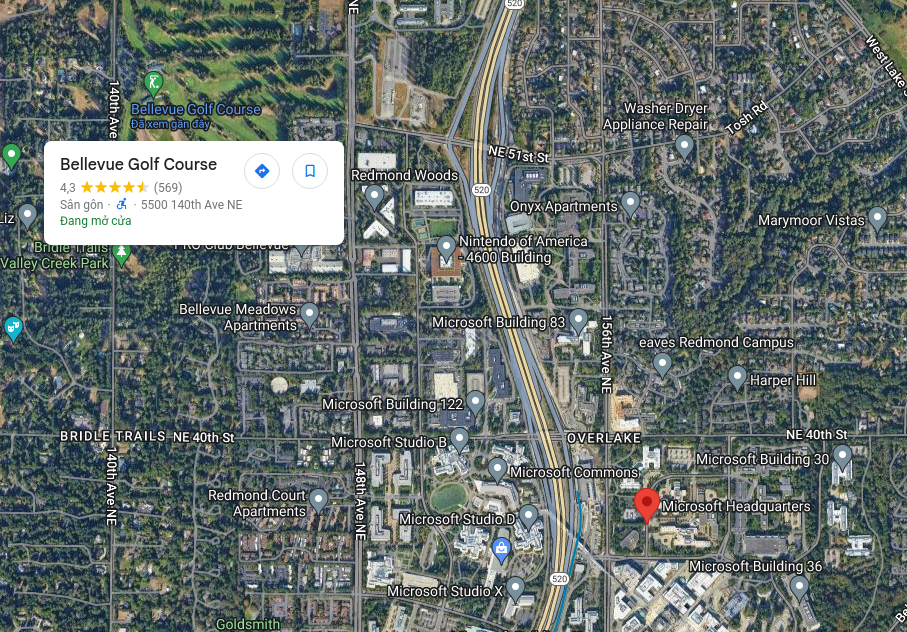 520
NE
West Lake S
140th Ave
Bellevue Golf Course
Đã xem gần đây
Washer Dryer
Appliance Repair
Tosh Rd
NE 51st St
Bellevue Golf Course
4,3 (569)
Sân gôn · · 5500 140th Ave NE
Đang mở cửa
Redmond Woods
520
Onyx Apartments
Marymoor Vistas
Liz
PRO Club Bellevue
Bridle Trails
Valley Creek Park
Nintendo of America
- 4600 Building
Bellevue Meadows
Apartments
Microsoft Building 83
156th Ave NE
eaves Redmond Campus
Harper Hill
Microsoft Building 122
BRIDLE TRAILS
NE 40th St
Microsoft Studio B
OVERLAKE
NE 40th St
Microsoft Building 30
140th Ave NE
148th Ave NE
Microsoft Commons
Redmond Court
Apartments
Microsoft Studio D
Microsoft Headquarters
Microsoft Building 36
520
Microsoft Studio X
Goldsmith
Be